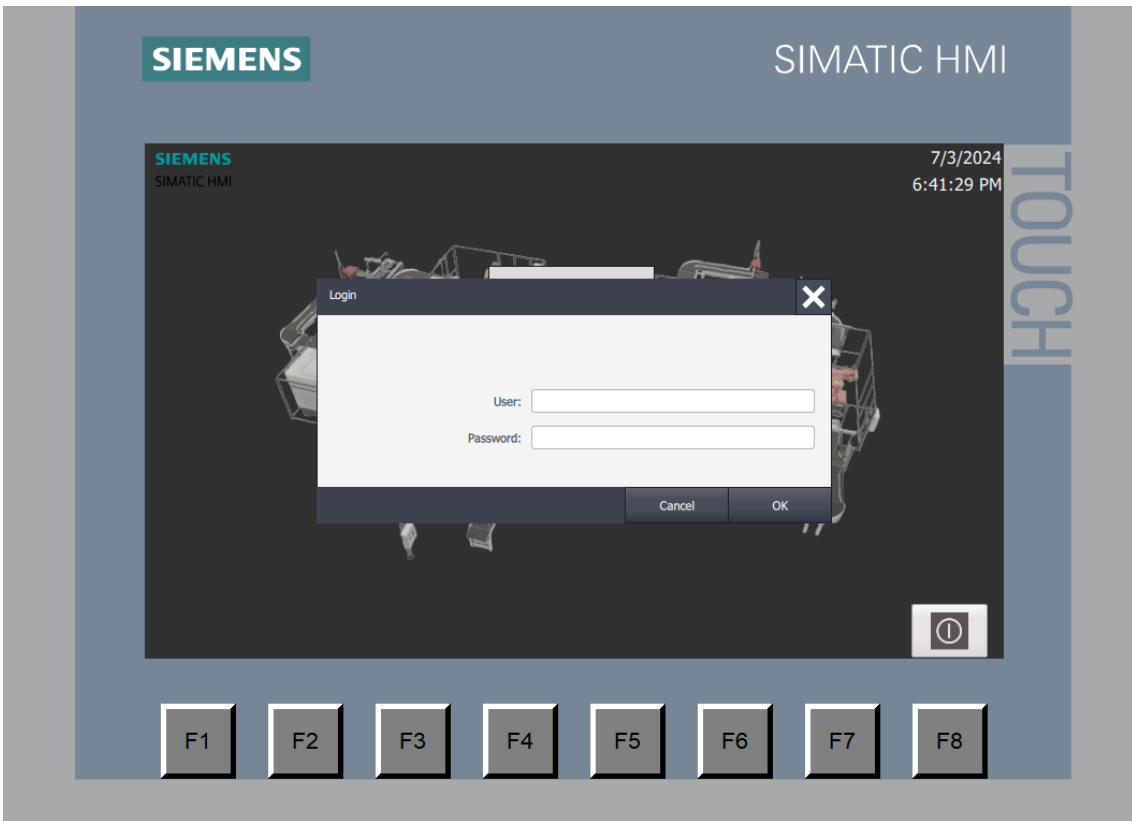 SIEMENS
SIMATIC HMI
SIEMENS
SIMATIC HMI
7/3/2024
6:41:29 PM
TOUCH
Login
User:
Password:
Cancel
OK
F1
F2
F3
F4
F5
F6
F7
F8